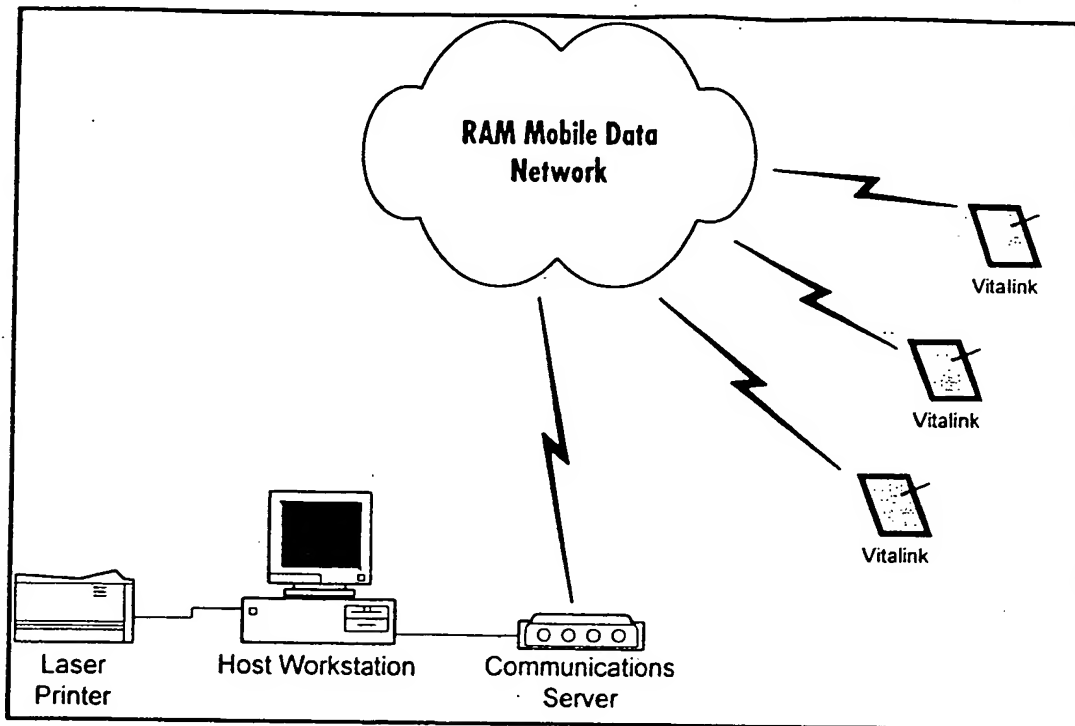 RAM Mobile Data
Network
Vitalink
Vitalink
Vitalink
Laser
Printer
Host Workstation
Communications
Server